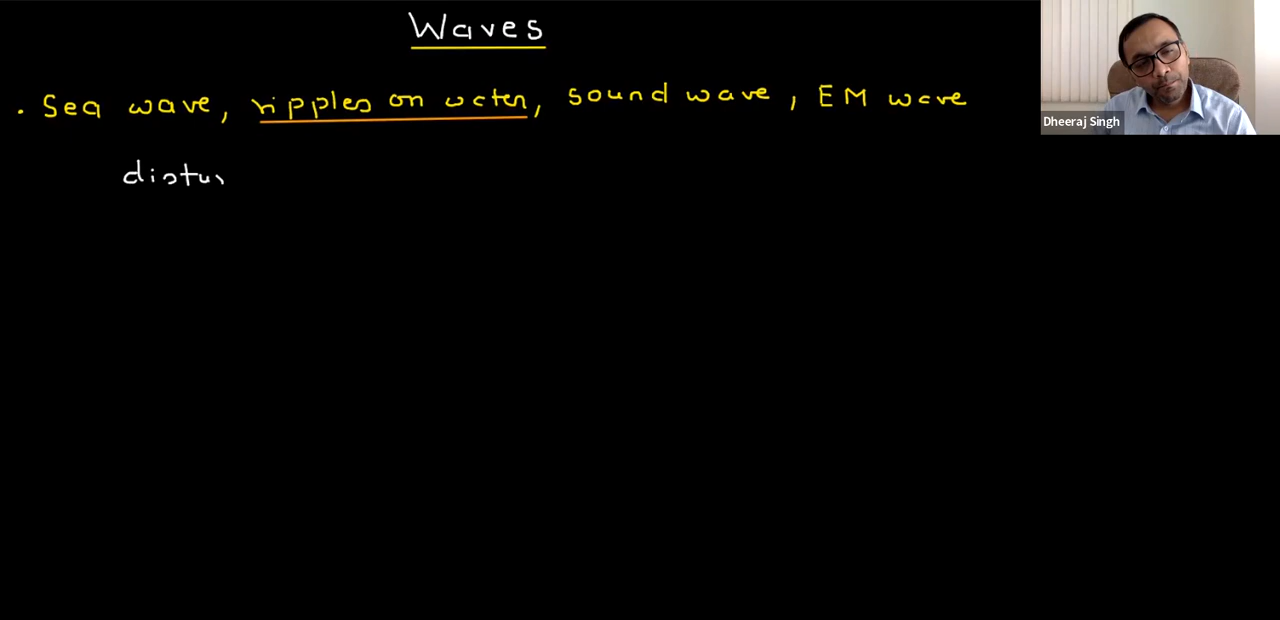 Waves
. Sea wave, ripples on water, sound wave, EM wave
Dheeraj Singh
distur